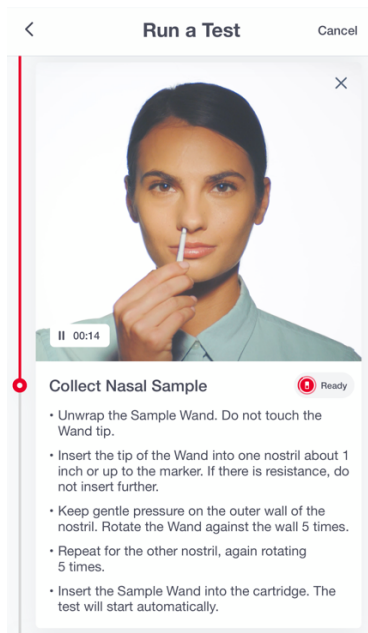 Run a Test
Cancel
00:14
Collect Nasal Sample
Ready
• Unwrap the Sample Wand. Do not touch the
Wand tip.
• Insert the tip of the Wand into one nostril about 1
inch or up to the marker. If there is resistance, do
not insert further.
• Keep gentle pressure on the outer wall of the
nostril. Rotate the Wand against the wall 5 times.
• Repeat for the other nostril, again rotating
5 times.
• Insert the Sample Wand into the cartridge. The
test will start automatically.